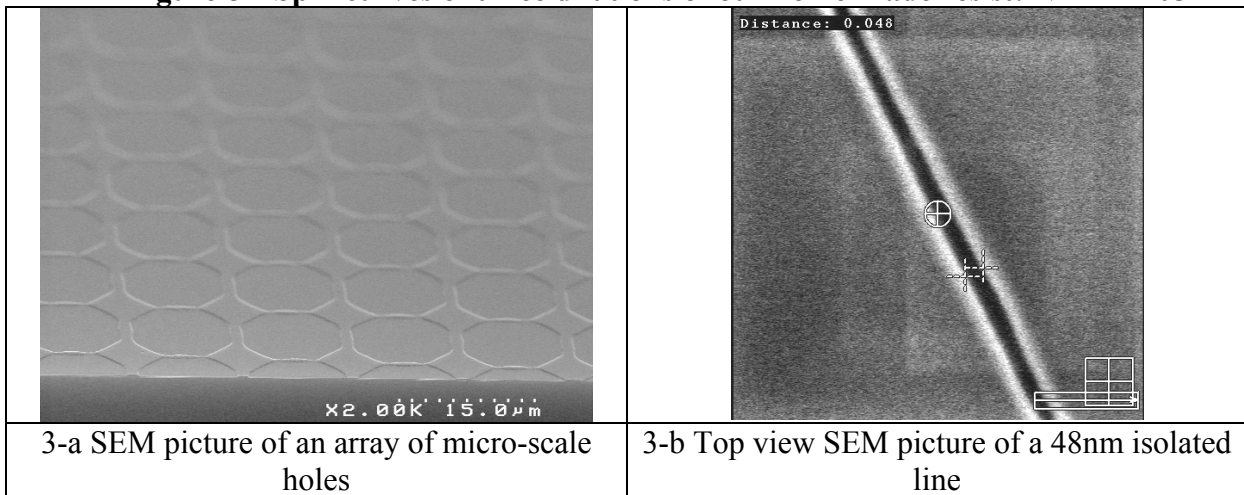 Distance: 0.048
X2.00K 15.0µm
3-a SEM picture of an array of micro-scale
holes
3-b Top view SEM picture of a 48nm isolated
line